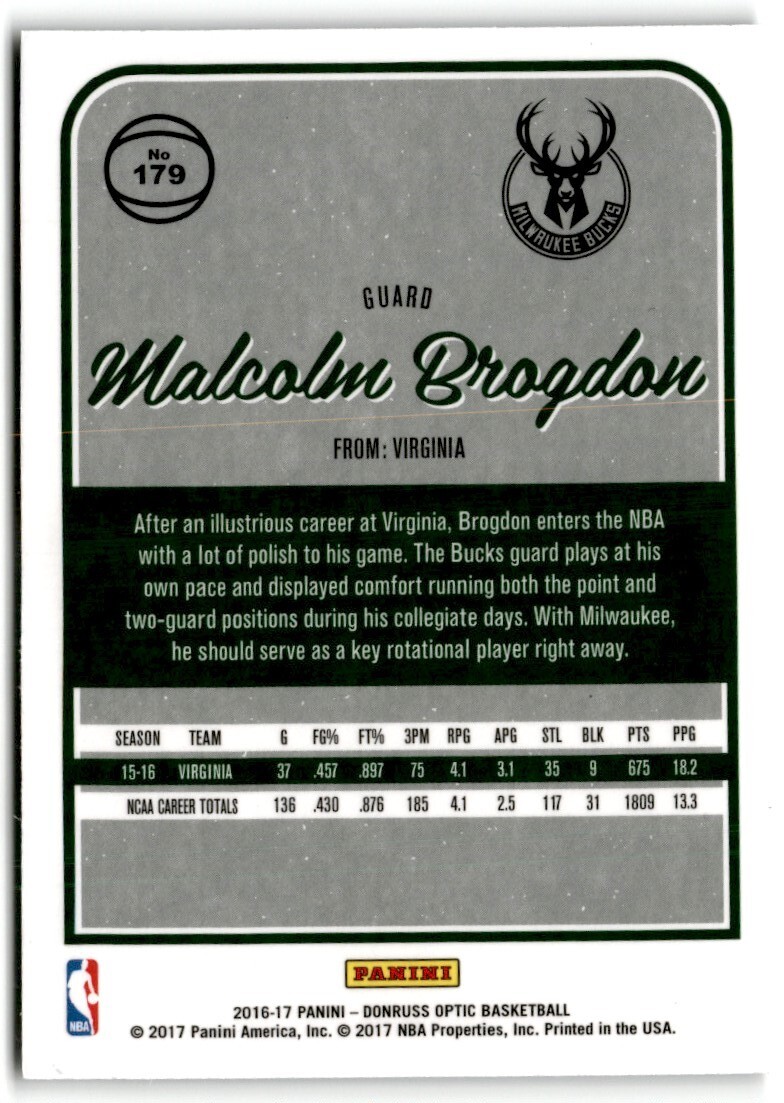 No
179
MILWAUKEE BUCKS
GUARD
Malcolm Brogdon
FROM: VIRGINIA
After an illustrious career at Virginia, Brogdon enters the NBA
with a lot of polish to his game. The Bucks guard plays at his
own pace and displayed comfort running both the point and
two-guard positions during his collegiate days. With Milwaukee,
he should serve as a key rotational player right away.
SEASON TEAM G FG% FT% 3PM RPG APG STL BLK PTS PPG
15-16 VIRGINIA 37 .457 .897 75 4.1 3.1 35 9 675 18.2
NCAA CAREER TOTALS 136 .430 .876 185 4.1 2.5 117 31 1809 13.3
NBA
PANINI
2016-17 PANINI – DONRUSS OPTIC BASKETBALL
© 2017 Panini America, Inc. © 2017 NBA Properties, Inc. Printed in the USA.